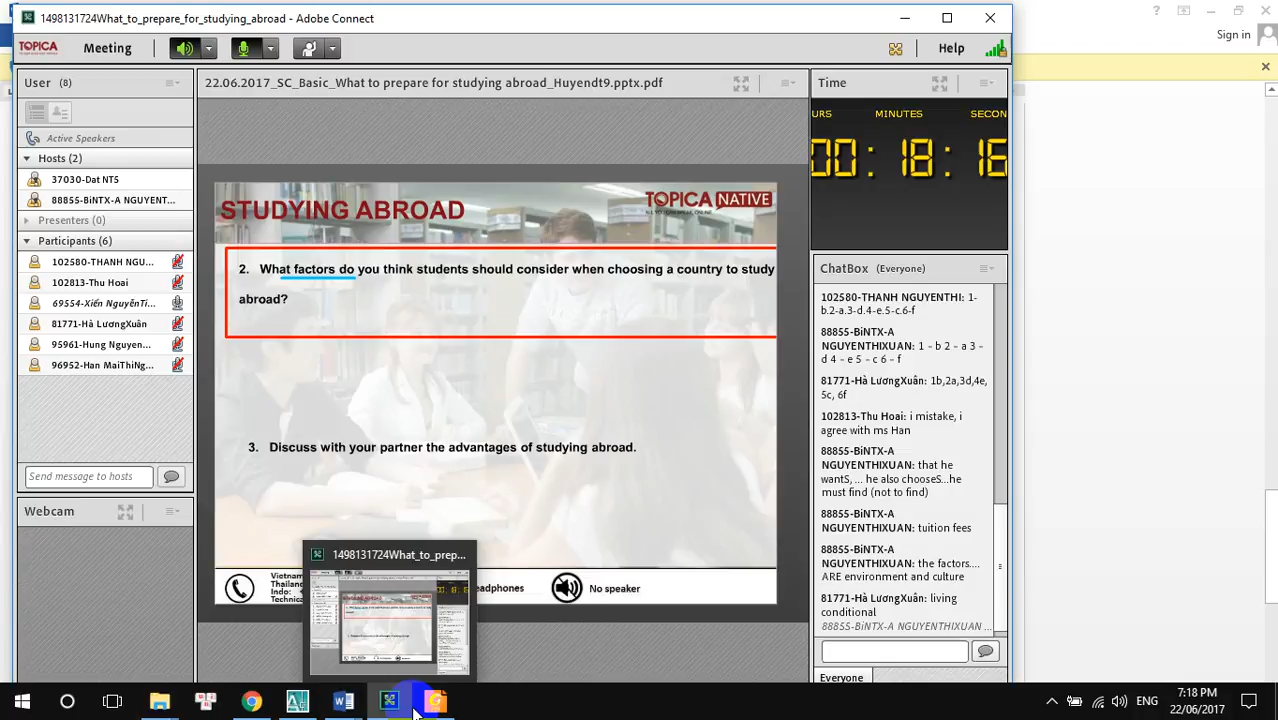 1498131724What_to_prepare_for_studying_abroad - Adobe Connect
Sign in
TOPICA
Meeting
Help
User (8)
Active Speakers
Hosts (2)
37030-Dat NT5
88855-BiNTX-A NGUYENT...
Presenters (0)
Participants (6)
102580-THANH NGU...
102813-Thu Hoai
69554-Xiến NguyễnTi...
81771-Hà LươngXuân
95961-Hung Nguyen...
96952-Han MaiThiNg...
Send message to hosts
Webcam
22.06.2017_SC_Basic_What to prepare for studying abroad_Huyendt9.pptx.pdf
STUDYING ABROAD
TOPICA NATIVE
2. What factors do you think students should consider when choosing a country to study
abroad?
3. Discuss with your partner the advantages of studying abroad.
Vietnam
Thailan
Indo:
Technic
eadphones
No speaker
1498131724What_to_prep...
Time
URS MINUTES SECON
00:18:16
ChatBox (Everyone)
102580-THANH NGUYENTHI: 1-
b.2-a.3-d.4-e.5-c.6-f
88855-BiNTX-A
NGUYENTHIXUAN: 1 - b 2 - a 3 -
d 4 - e 5 - c 6 - f
81771-Hà LươngXuân: 1b,2a,3d,4e,
5c, 6f
102813-Thu Hoai: i mistake, i
agree with ms Han
88855-BiNTX-A
NGUYENTHIXUAN: that he
wantS, ... he also chooseS...he
must find (not to find)
88855-BiNTX-A
NGUYENTHIXUAN: tuition fees
88855-BiNTX-A
NGUYENTHIXUAN: the factors....
ARE environment and culture
81771-Hà LươngXuân: living
conditional
88855-BiNTX-A NGUYENTHIXUAN ...
Everyone
ENG
7:18 PM
22/06/2017